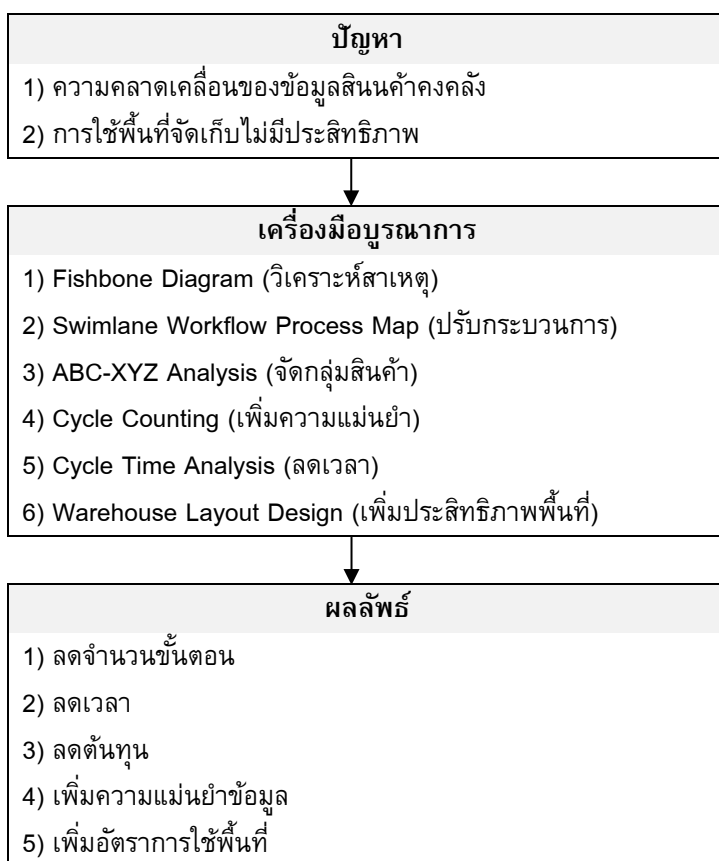 ปัญหา
1) ความคลาดเคลื่อนของข้อมูลสินนค้าคงคลัง
2) การใช้พื้นที่จัดเก็บไม่มีประสิทธิภาพ
เครื่องมือบูรณาการ
1) Fishbone Diagram (วิเคราะห์สาเหตุ)
2) Swimlane Workflow Process Map (ปรับกระบวนการ)
3) ABC-XYZ Analysis (จัดกลุ่มสินค้า)
4) Cycle Counting (เพิ่มความแม่นยำ)
5) Cycle Time Analysis (ลดเวลา)
6) Warehouse Layout Design (เพิ่มประสิทธิภาพพื้นที่)
ผลลัพธ์
1) ลดจำนวนขั้นตอน
2) ลดเวลา
3) ลดต้นทุน
4) เพิ่มความแม่นยำข้อมูล
5) เพิ่มอัตราการใช้พื้นที่